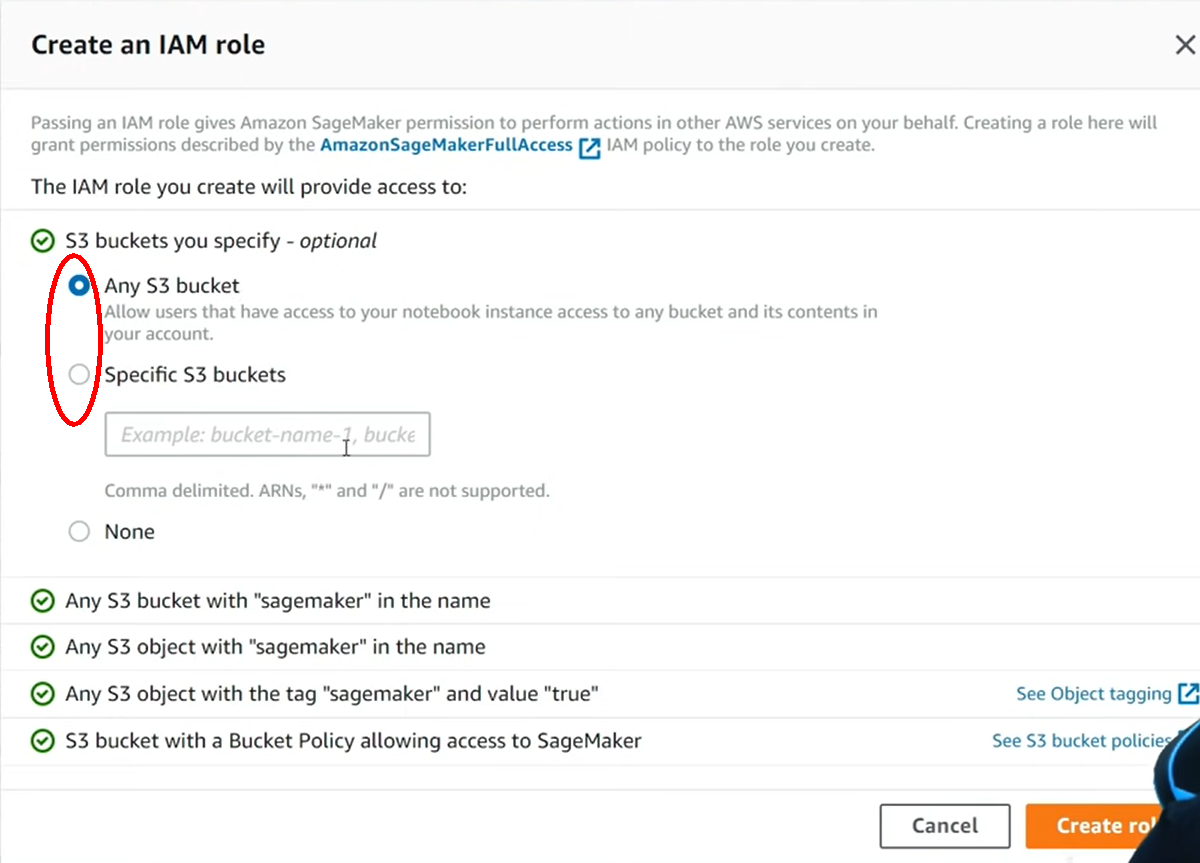 Create an IAM role
Passing an IAM role gives Amazon SageMaker permission to perform actions in other AWS services on your behalf. Creating a role here will
grant permissions described by the AmazonSageMakerFullAccess IAM policy to the role you create.
The IAM role you create will provide access to:
S3 buckets you specify - optional
Any S3 bucket
Allow users that have access to your notebook instance access to any bucket and its contents in
your account.
Specific S3 buckets
Example: bucket-name-1, bucke
Comma delimited. ARNs, "*" and "/" are not supported.
None
Any S3 bucket with "sagemaker" in the name
Any S3 object with "sagemaker" in the name
Any S3 object with the tag "sagemaker" and value "true" See Object tagging
S3 bucket with a Bucket Policy allowing access to SageMaker See S3 bucket policies
Cancel Create rol